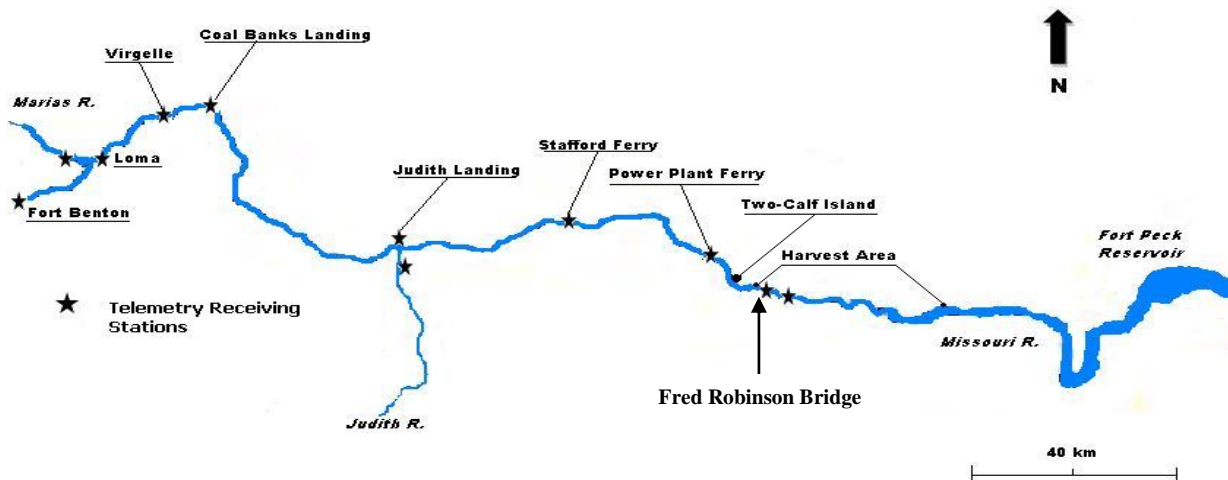 Coal Banks Landing
Virgelle
N
Marias R.
Loma
Stafford Ferry
Judith Landing
Power Plant Ferry
Two-Calf Island
Fort Benton
Harvest Area
Fort Peck
Reservoir
Telemetry Receiving
Stations
Missouri R.
Fred Robinson Bridge
Judith R.
40 km